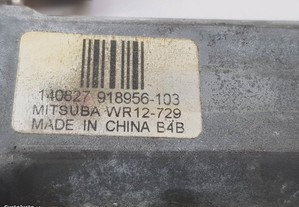 140627 918956-103
MITSUBA WR12-729
MADE IN CHINA B4B